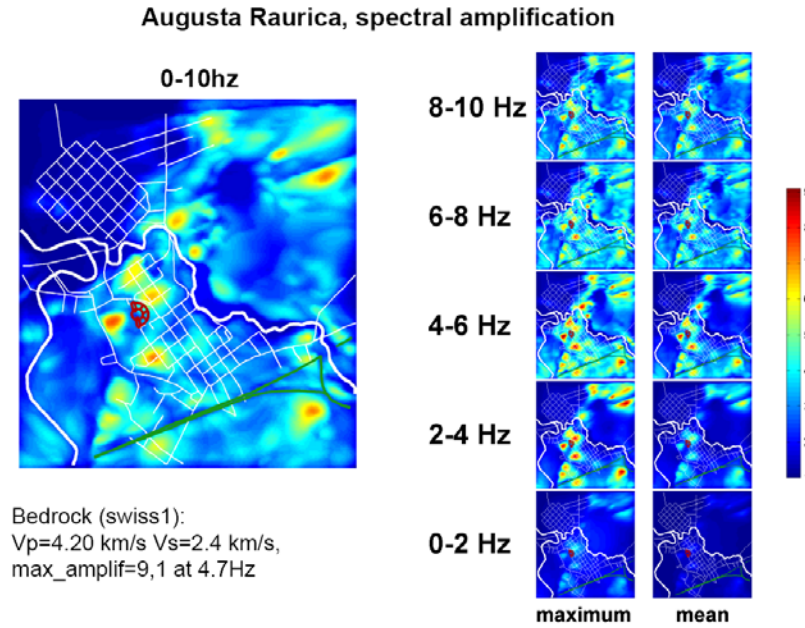 Augusta Raurica, spectral amplification
0-10hz
8-10 Hz
6-8 Hz
4-6 Hz
2-4 Hz
0-2 Hz
maximum mean
Bedrock (swiss1):
Vp=4.20 km/s Vs=2.4 km/s,
max_amplif=9,1 at 4.7Hz